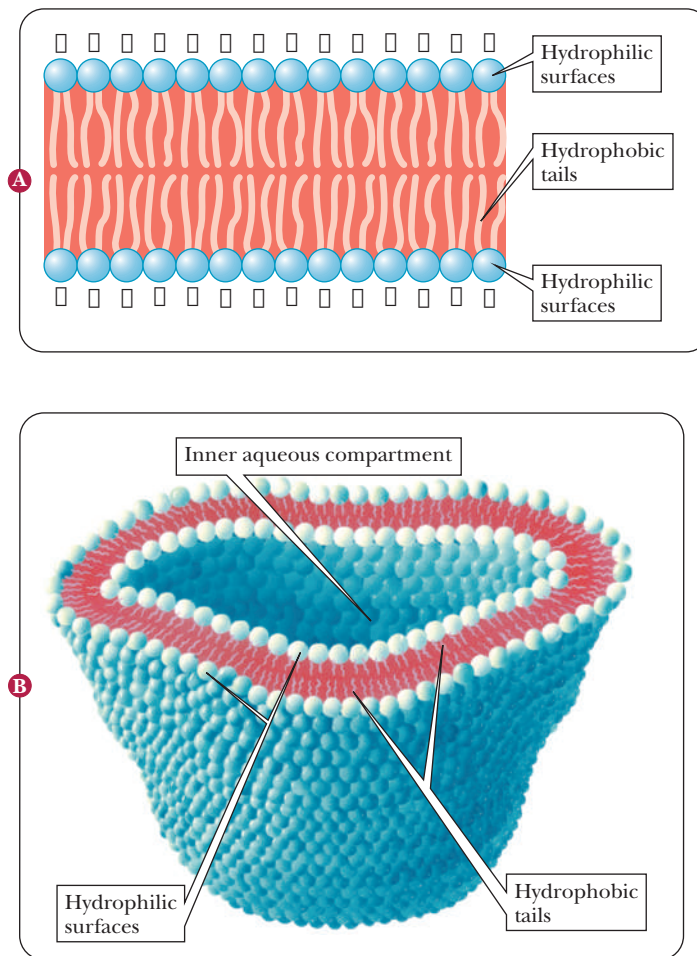 Hydrophilic
surfaces
Hydrophobic
tails
A
Hydrophilic
surfaces
Inner aqueous compartment
B
Hydrophilic
surfaces
Hydrophobic
tails